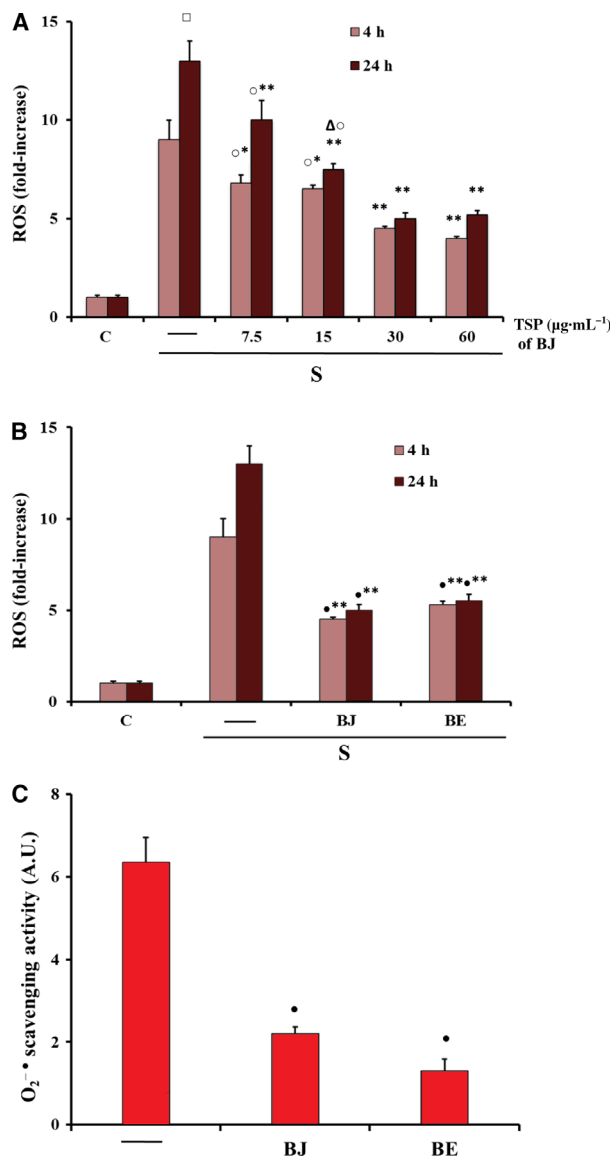 A
15
10
5
0
ROS (fold-increase)
4 h
24 h
□
○ **
○ *
Δ ○
**
○ *
**
**
**
**
C
—
7.5
15
30
60
TSP (µg·mL⁻¹)
of BJ
S
B
15
10
5
0
ROS (fold-increase)
4 h
24 h
● **
● **
● **
● **
C
—
BJ
BE
S
C
8
6
4
2
0
O₂⁻• scavenging activity (A.U.)
●
●
—
BJ
BE